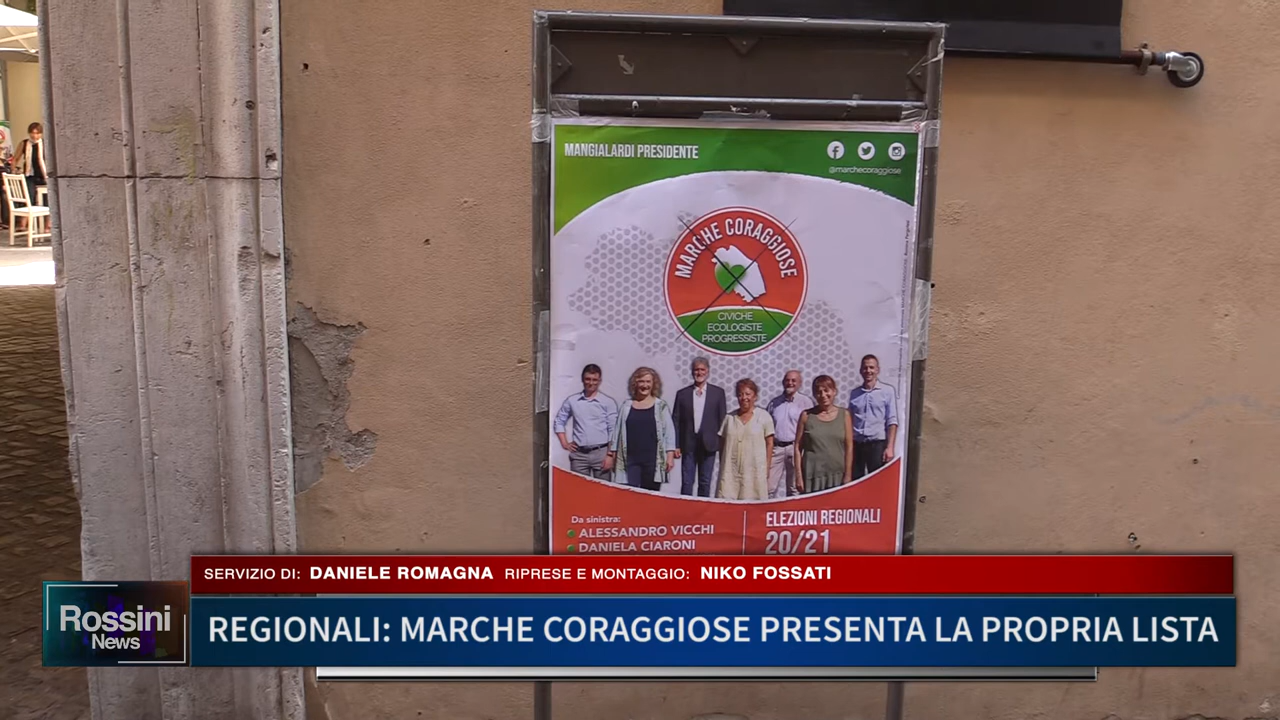 MANGIALARDI PRESIDENTE
@marchecoraggiose
MARCHE CORAGGIOSE
CIVICHE
ECOLOGISTE
PROGRESSISTE
Da sinistra:
ALESSANDRO VICCHI
DANIELA CIARONI
ELEZIONI REGIONALI
20/21
SERVIZIO DI: DANIELE ROMAGNA RIPRESE E MONTAGGIO: NIKO FOSSATI
Rossini
News
REGIONALI: MARCHE CORAGGIOSE PRESENTA LA PROPRIA LISTA